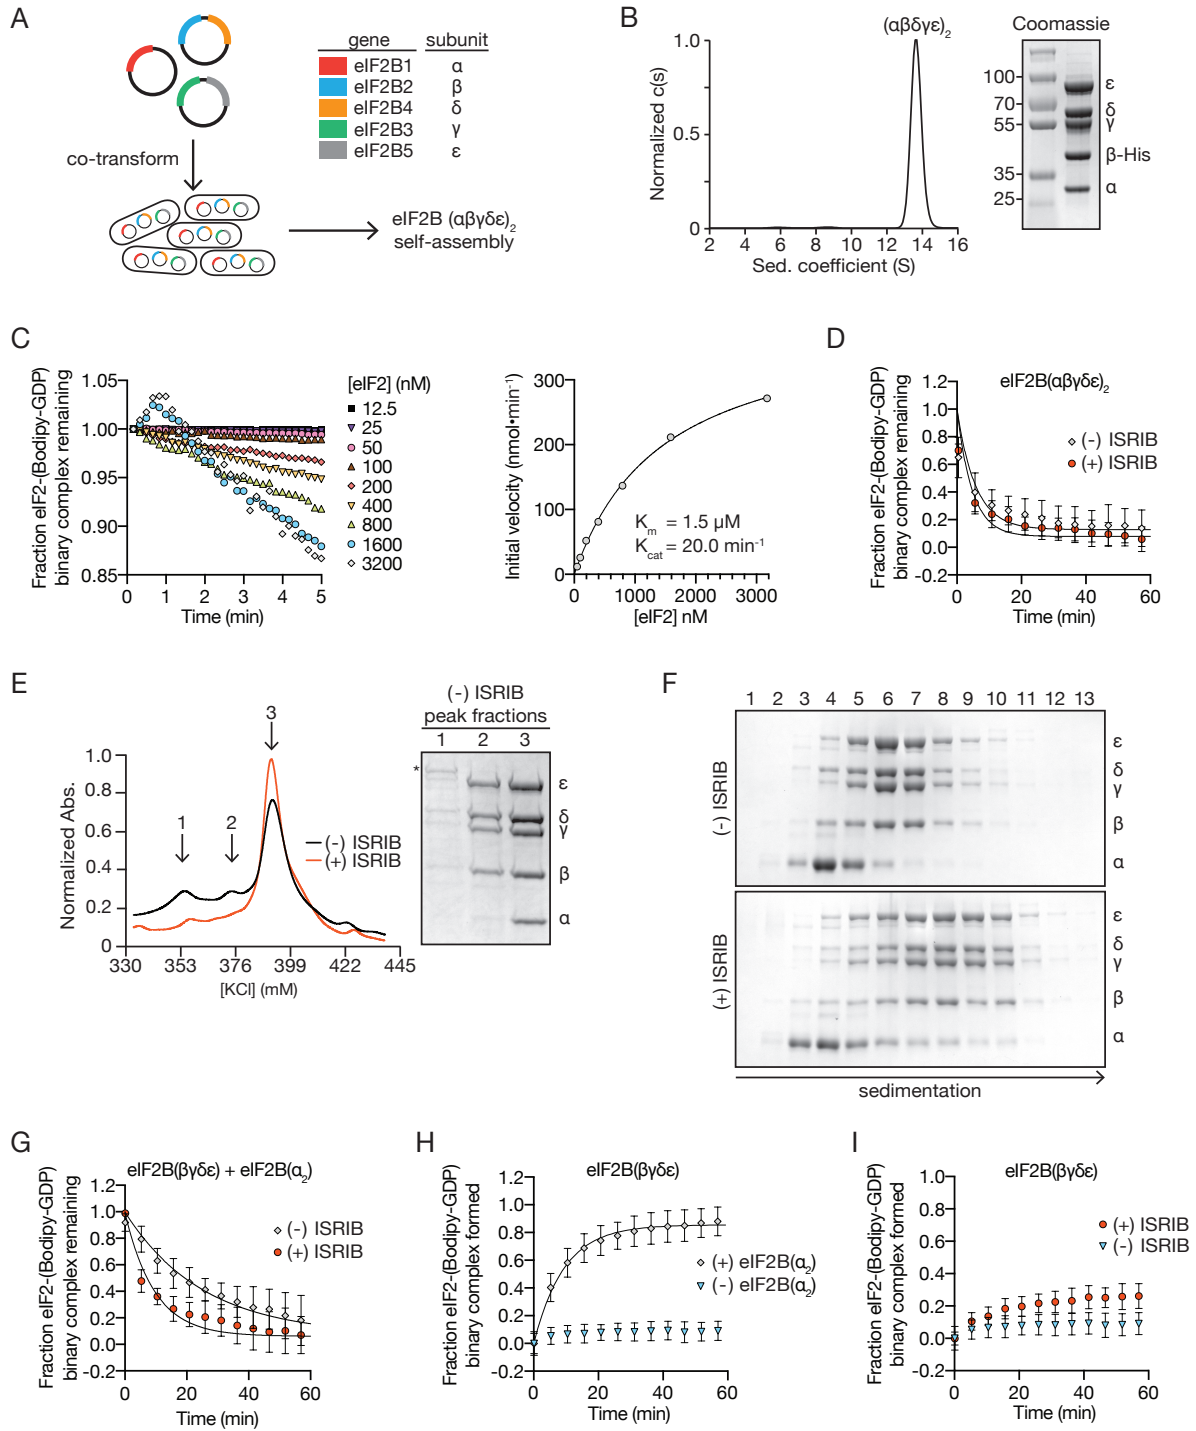 A
gene subunit
eIF2B1 α
eIF2B2 β
eIF2B4 δ
eIF2B3 γ
eIF2B5 ε
co-transform
eIF2B (αβγδε)2
self-assembly
B
(αβδγε)2
Normalized c(s)
1.0
0.5
0
2 4 6 8 10 12 14 16
Sed. coefficient (S)
Coomassie
100
70
55
35
25
ε
δ
γ
β-His
α
C
Fraction eIF2-(Bodipy-GDP)
binary complex remaining
1.05
1.00
0.95
0.90
0.85
0 1 2 3 4 5
Time (min)
[eIF2] (nM)
12.5
25
50
100
200
400
800
1600
3200
Initial velocity (nmol•min-1)
300
200
100
0
0 1000 2000 3000
[eIF2] nM
Km = 1.5 μM
Kcat = 20.0 min-1
D
eIF2B(αβγδε)2
Fraction eIF2-(Bodipy-GDP)
binary complex remaining
1.2
1.0
0.8
0.6
0.4
0.2
0.0
-0.2
(-) ISRIB
(+) ISRIB
0 20 40 60
Time (min)
E
Normalized Abs.
1.0
0.8
0.6
0.4
0.2
0
1
2
3
(-) ISRIB
(+) ISRIB
330 353 376 399 422 445
[KCl] (mM)
(-) ISRIB
peak fractions
1 2 3
*
ε
δ
γ
β
α
F
1 2 3 4 5 6 7 8 9 10 11 12 13
(-) ISRIB
ε
δ
γ
β
α
(+) ISRIB
ε
δ
γ
β
α
sedimentation
G
eIF2B(βγδε) + eIF2B(α2)
Fraction eIF2-(Bodipy-GDP)
binary complex remaining
1.2
1.0
0.8
0.6
0.4
0.2
0.0
-0.2
(-) ISRIB
(+) ISRIB
0 20 40 60
Time (min)
H
eIF2B(βγδε)
Fraction eIF2-(Bodipy-GDP)
binary complex formed
1.2
1.0
0.8
0.6
0.4
0.2
0.0
-0.2
(+) eIF2B(α2)
(-) eIF2B(α2)
0 20 40 60
Time (min)
I
eIF2B(βγδε)
Fraction eIF2-(Bodipy-GDP)
binary complex formed
1.0
0.8
0.6
0.4
0.2
0.0
-0.2
(+) ISRIB
(-) ISRIB
0 20 40 60
Time (min)